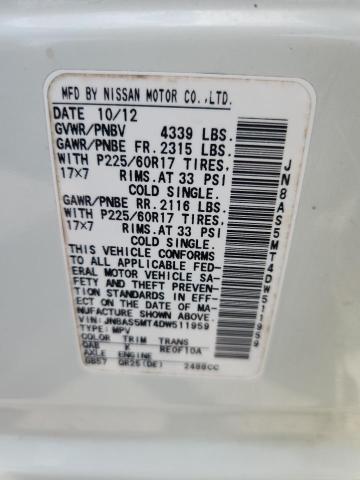 MFD BY NISSAN MOTOR CO.,LTD.
DATE 10/12
GVWR/PNBV 4339 LBS.
GAWR/PNBE FR. 2315 LBS.
WITH P225/60R17 TIRES,
17×7 RIMS.AT 33 PSI
COLD SINGLE.
GAWR/PNBE RR. 2116 LBS.
WITH P225/60R17 TIRES,
17×7 RIMS.AT 33 PSI
COLD SINGLE.
THIS VEHICLE CONFORMS
TO ALL APPLICABLE FED-
ERAL MOTOR VEHICLE SA-
FETY AND THEFT PREVEN-
TION STANDARDS IN EFF-
ECT ON THE DATE OF MA-
NUFACTURE SHOWN ABOVE.
VIN:JN8AS5MT4DW511959
TYPE:MPV
COLOR TRIM TRANS
QAB K RE0F10A
AXLE ENGINE
GB57 QR25(DE) 2488CC
JN8AS5MT4DW511959